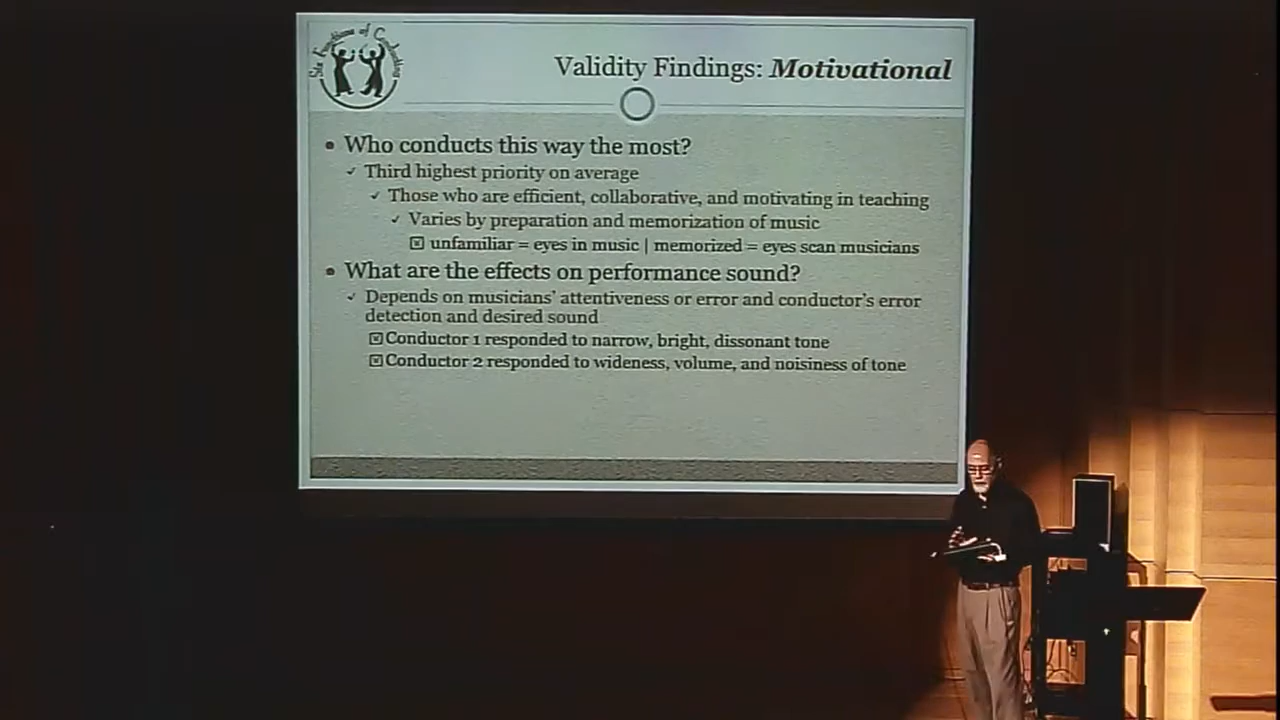 Six Functions of Conducting
Validity Findings: Motivational
• Who conducts this way the most?
✓ Third highest priority on average
✓ Those who are efficient, collaborative, and motivating in teaching
✓ Varies by preparation and memorization of music
unfamiliar = eyes in music | memorized = eyes scan musicians
• What are the effects on performance sound?
✓ Depends on musicians' attentiveness or error and conductor's error
detection and desired sound
Conductor 1 responded to narrow, bright, dissonant tone
Conductor 2 responded to wideness, volume, and noisiness of tone